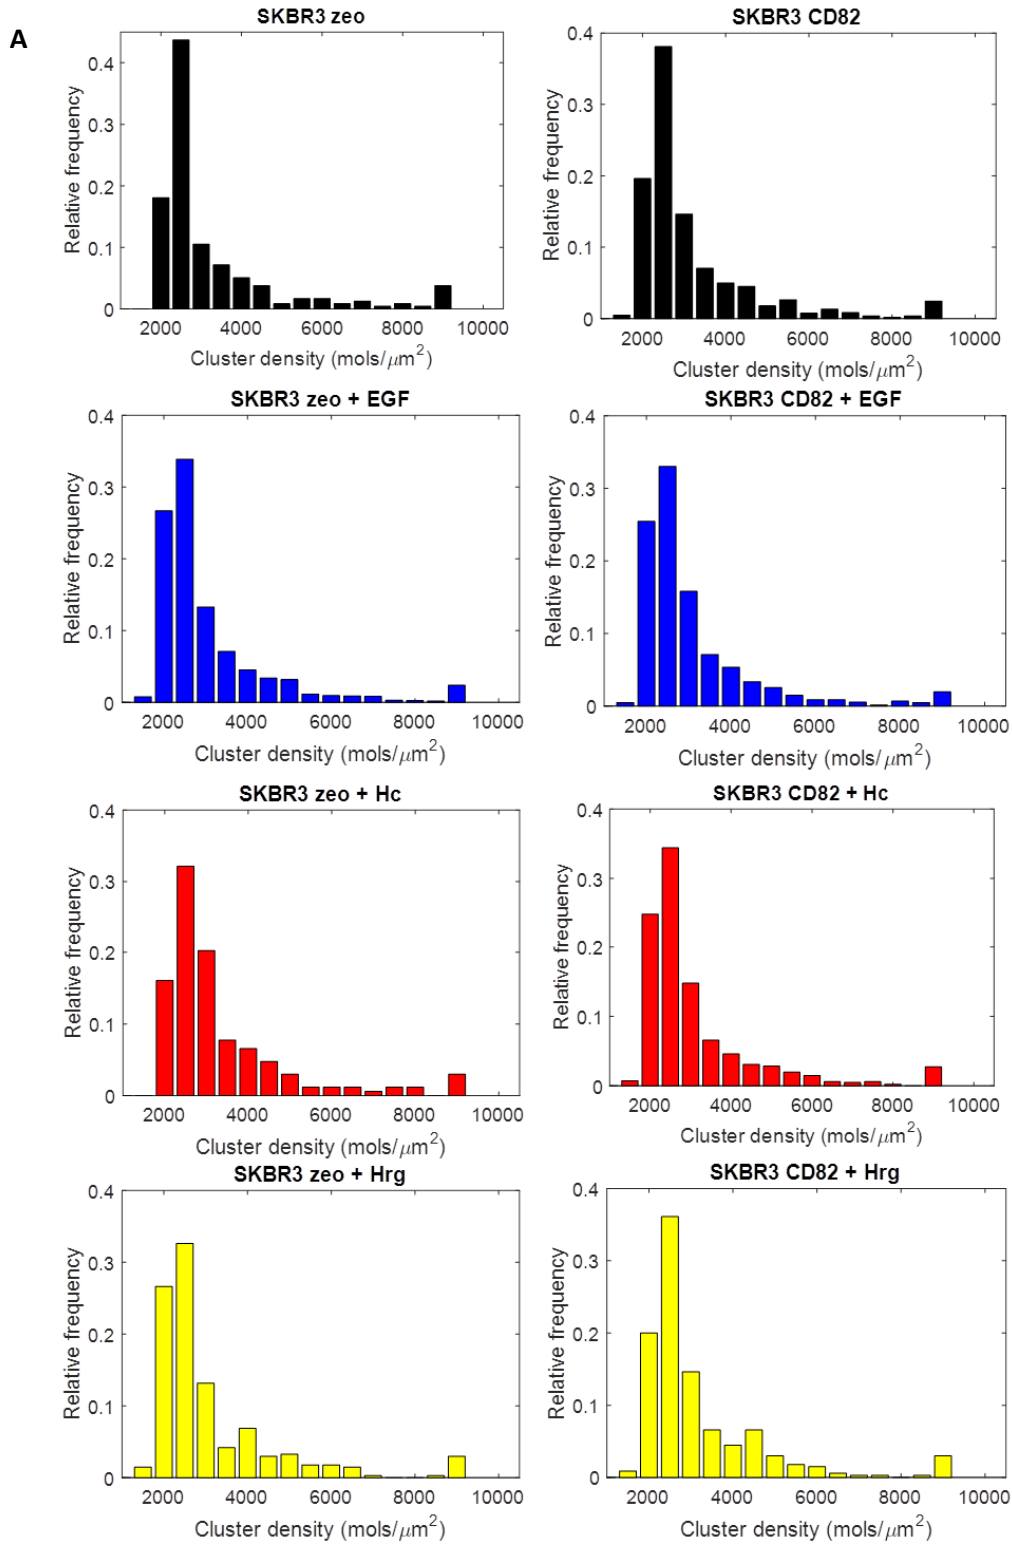 A
SKBR3 zeo
Relative frequency
0.4
0.3
0.2
0.1
0
2000 4000 6000 8000 10000
Cluster density (mols/μm²)
SKBR3 CD82
Relative frequency
0.4
0.3
0.2
0.1
0
2000 4000 6000 8000 10000
Cluster density (mols/μm²)
SKBR3 zeo + EGF
Relative frequency
0.4
0.3
0.2
0.1
0
2000 4000 6000 8000 10000
Cluster density (mols/μm²)
SKBR3 CD82 + EGF
Relative frequency
0.4
0.3
0.2
0.1
0
2000 4000 6000 8000 10000
Cluster density (mols/μm²)
SKBR3 zeo + Hc
Relative frequency
0.4
0.3
0.2
0.1
0
2000 4000 6000 8000 10000
Cluster density (mols/μm²)
SKBR3 CD82 + Hc
Relative frequency
0.4
0.3
0.2
0.1
0
2000 4000 6000 8000 10000
Cluster density (mols/μm²)
SKBR3 zeo + Hrg
Relative frequency
0.4
0.3
0.2
0.1
0
2000 4000 6000 8000 10000
Cluster density (mols/μm²)
SKBR3 CD82 + Hrg
Relative frequency
0.4
0.3
0.2
0.1
0
2000 4000 6000 8000 10000
Cluster density (mols/μm²)